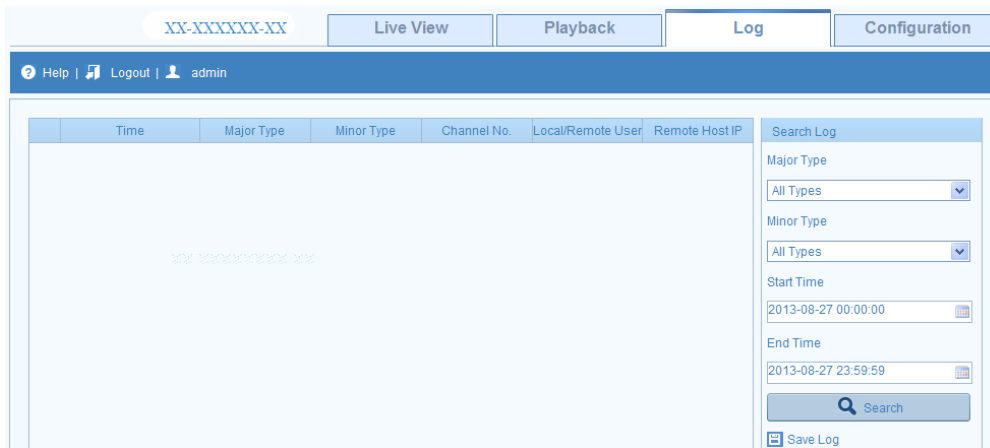 XX-XXXXXX-XX
Live View
Playback
Log
Configuration
Help | Logout | admin
Time Major Type Minor Type Channel No. Local/Remote User Remote Host IP
Search Log
Major Type
All Types
Minor Type
All Types
Start Time
2013-08-27 00:00:00
End Time
2013-08-27 23:59:59
Search
Save Log